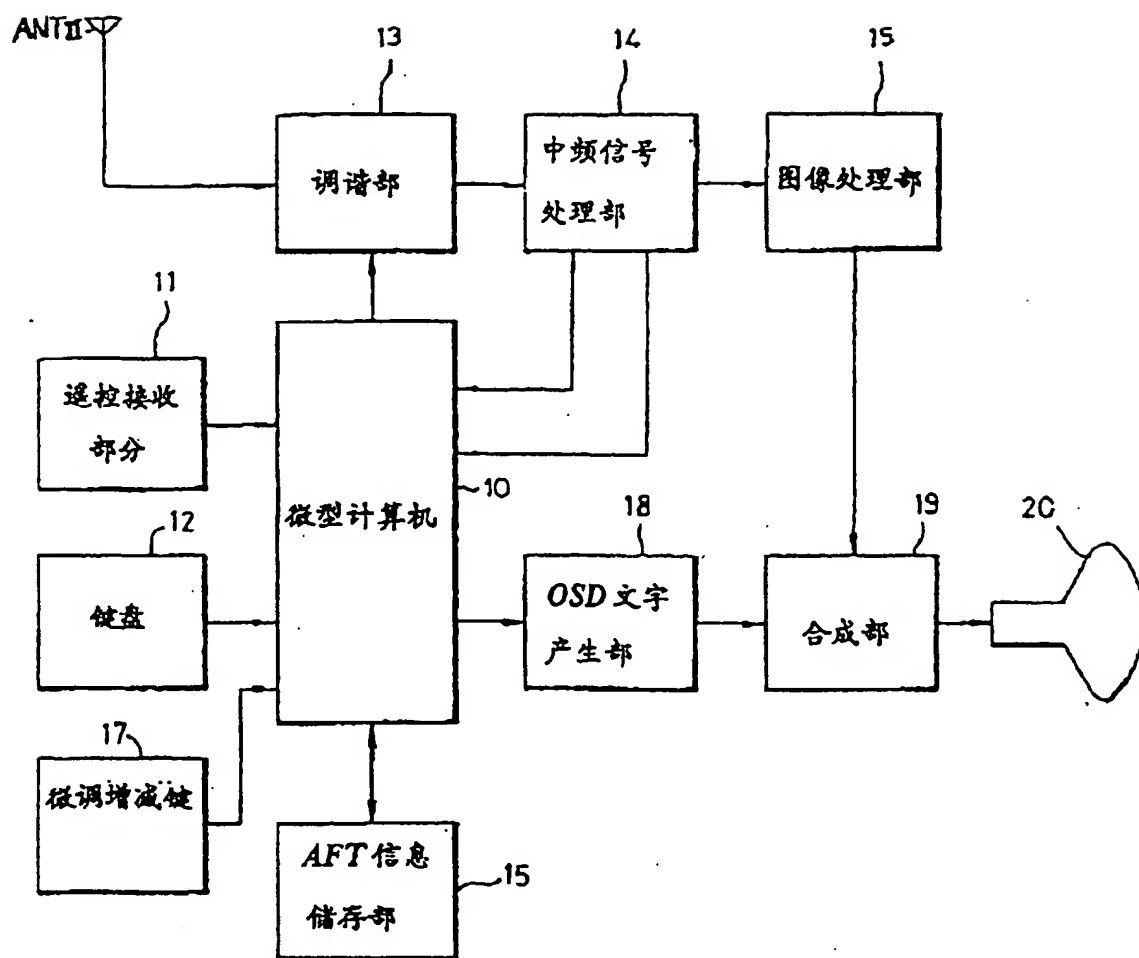 ANTII
13
14
15
调谐部
中频信号
处理部
图像处理部
11
遥控接收
部分
微型计算机
10
12
键盘
18
OSD文字
产生部
19
合成部
20
17
微调增减键
AFT信息
储存部
15